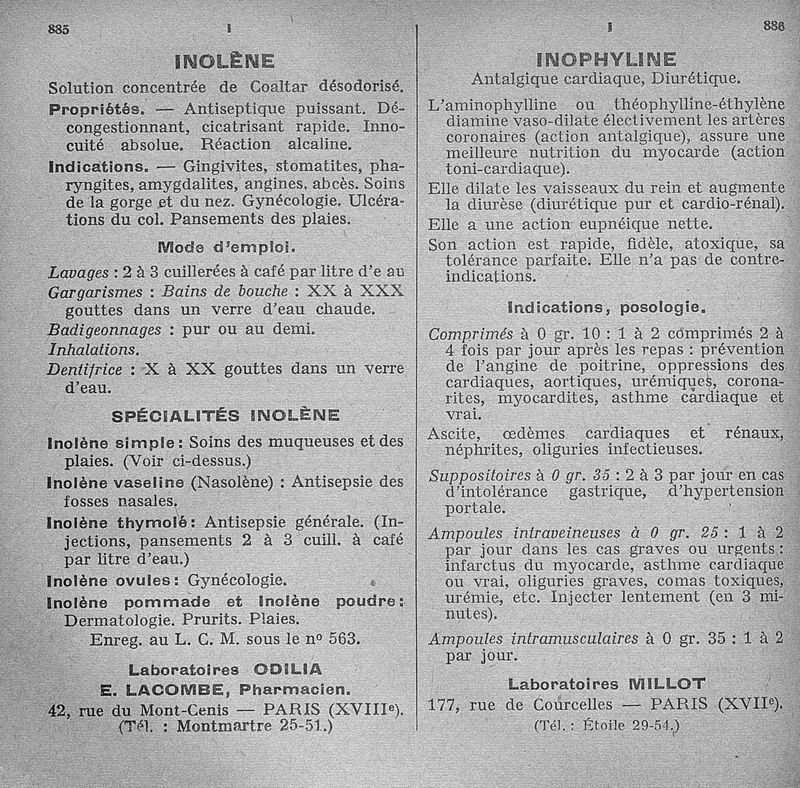 885
I
INOLÈNE
Solution concentrée de Coaltar désodorisé.
Propriétés. — Antiseptique puissant. Dé-
congestionnant, cicatrisant rapide. Inno-
cuité absolue. Réaction alcaline.
Indications. — Gingivites, stomatites, pha-
ryngites, amygdalites, angines, abcès. Soins
de la gorge et du nez. Gynécologie. Ulcéra-
tions du col. Pansements des plaies.
Mode d'emploi.
Lavages : 2 à 3 cuillerées à café par litre d'e au
Gargarismes : Bains de bouche : XX à XXX
gouttes dans un verre d'eau chaude.
Badigeonnages : pur ou au demi.
Inhalations.
Dentifrice : X à XX gouttes dans un verre
d'eau.
SPÉCIALITÉS INOLÈNE
Inolène simple : Soins des muqueuses et des
plaies. (Voir ci-dessus.)
Inolène vaseline (Nasolène) : Antisepsie des
fosses nasales.
Inolène thymolé : Antisepsie générale. (In-
jections, pansements 2 à 3 cuill. à café
par litre d'eau.)
Inolène ovules : Gynécologie.
Inolène pommade et Inolène poudre :
Dermatologie. Prurits. Plaies.
Enreg. au L. C. M. sous le nº 563.
Laboratoires ODILIA
E. LACOMBE, Pharmacien.
42, rue du Mont-Cenis — PARIS (XVIIIe).
(Tél. : Montmartre 25-51.)
I
886
INOPHYLINE
Antalgique cardiaque, Diurétique.
L'aminophylline ou théophylline-éthylène
diamine vaso-dilate électivement les artères
coronaires (action antalgique), assure une
meilleure nutrition du myocarde (action
toni-cardiaque).
Elle dilate les vaisseaux du rein et augmente
la diurèse (diurétique pur et cardio-rénal).
Elle a une action eupnéique nette.
Son action est rapide, fidèle, atoxique, sa
tolérance parfaite. Elle n'a pas de contre-
indications.
Indications, posologie.
Comprimés à 0 gr. 10 : 1 à 2 comprimés 2 à
4 fois par jour après les repas : prévention
de l'angine de poitrine, oppressions des
cardiaques, aortiques, urémiques, corona-
rites, myocardites, asthme cardiaque et
vrai.
Ascite, œdèmes cardiaques et rénaux,
néphrites, oliguries infectieuses.
Suppositoires à 0 gr. 35 : 2 à 3 par jour en cas
d'intolérance gastrique, d'hypertension
portale.
Ampoules intraveineuses à 0 gr. 25 : 1 à 2
par jour dans les cas graves ou urgents :
infarctus du myocarde, asthme cardiaque
ou vrai, oliguries graves, comas toxiques,
urémie, etc. Injecter lentement (en 3 mi-
nutes).
Ampoules intramusculaires à 0 gr. 35 : 1 à 2
par jour.
Laboratoires MILLOT
177, rue de Courcelles — PARIS (XVIIe).
(Tél. : Étoile 29-54.)